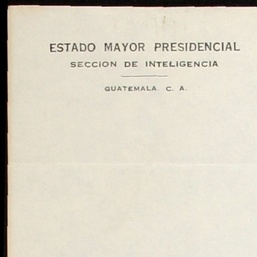 ESTADO MAYOR PRESIDENCIAL
SECCION DE INTELIGENCIA
GUATEMALA. C. A.